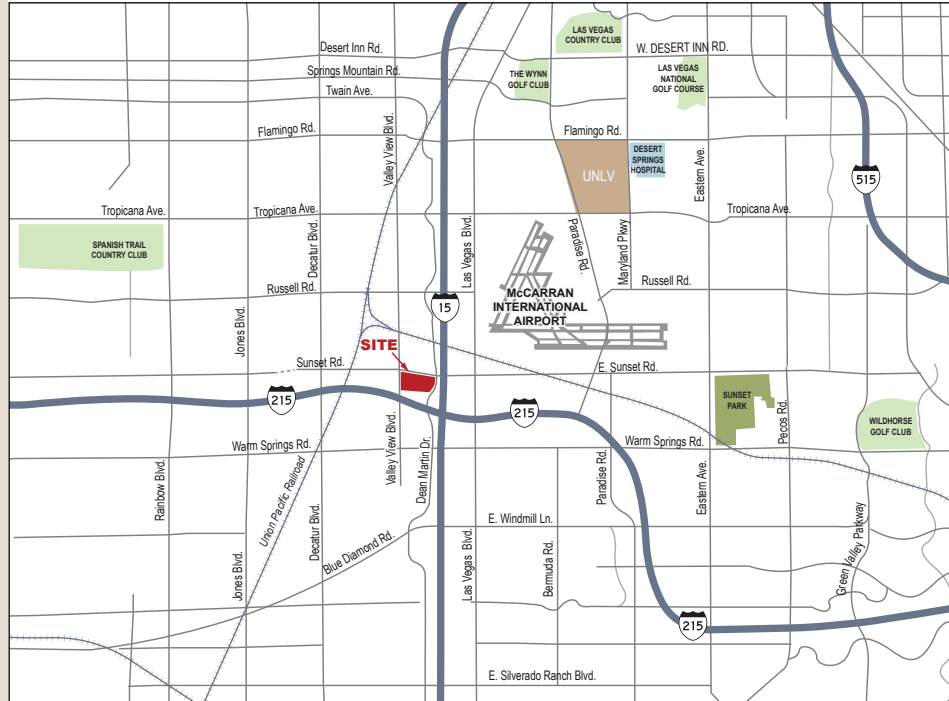 LAS VEGAS
COUNTRY CLUB
Desert Inn Rd.
W. DESERT INN RD.
Springs Mountain Rd.
THE WYNN
GOLF CLUB
LAS VEGAS
NATIONAL
GOLF COURSE
Twain Ave.
Valley View Blvd.
Flamingo Rd.
Flamingo Rd.
DESERT
SPRINGS
HOSPITAL
UNLV
Eastern Ave.
515
Tropicana Ave.
Tropicana Ave.
Tropicana Ave.
Decatur Blvd.
Las Vegas Blvd.
Paradise Rd.
Maryland Pkwy
SPANISH TRAIL
COUNTRY CLUB
Russell Rd.
Russell Rd.
McCARRAN
INTERNATIONAL
AIRPORT
15
Jones Blvd.
SITE
Sunset Rd.
E. Sunset Rd.
215
215
SUNSET
PARK
Pecos Rd.
WILDHORSE
GOLF CLUB
Warm Springs Rd.
Valley View Blvd.
Dean Martin Dr.
Warm Springs Rd.
Rainbow Blvd.
Union Pacific Railroad
Paradise Rd.
Eastern Ave.
Decatur Blvd.
E. Windmill Ln.
Blue Diamond Rd.
Jones Blvd.
Las Vegas Blvd.
Bermuda Rd.
Green Valley Parkway
215
E. Silverado Ranch Blvd.